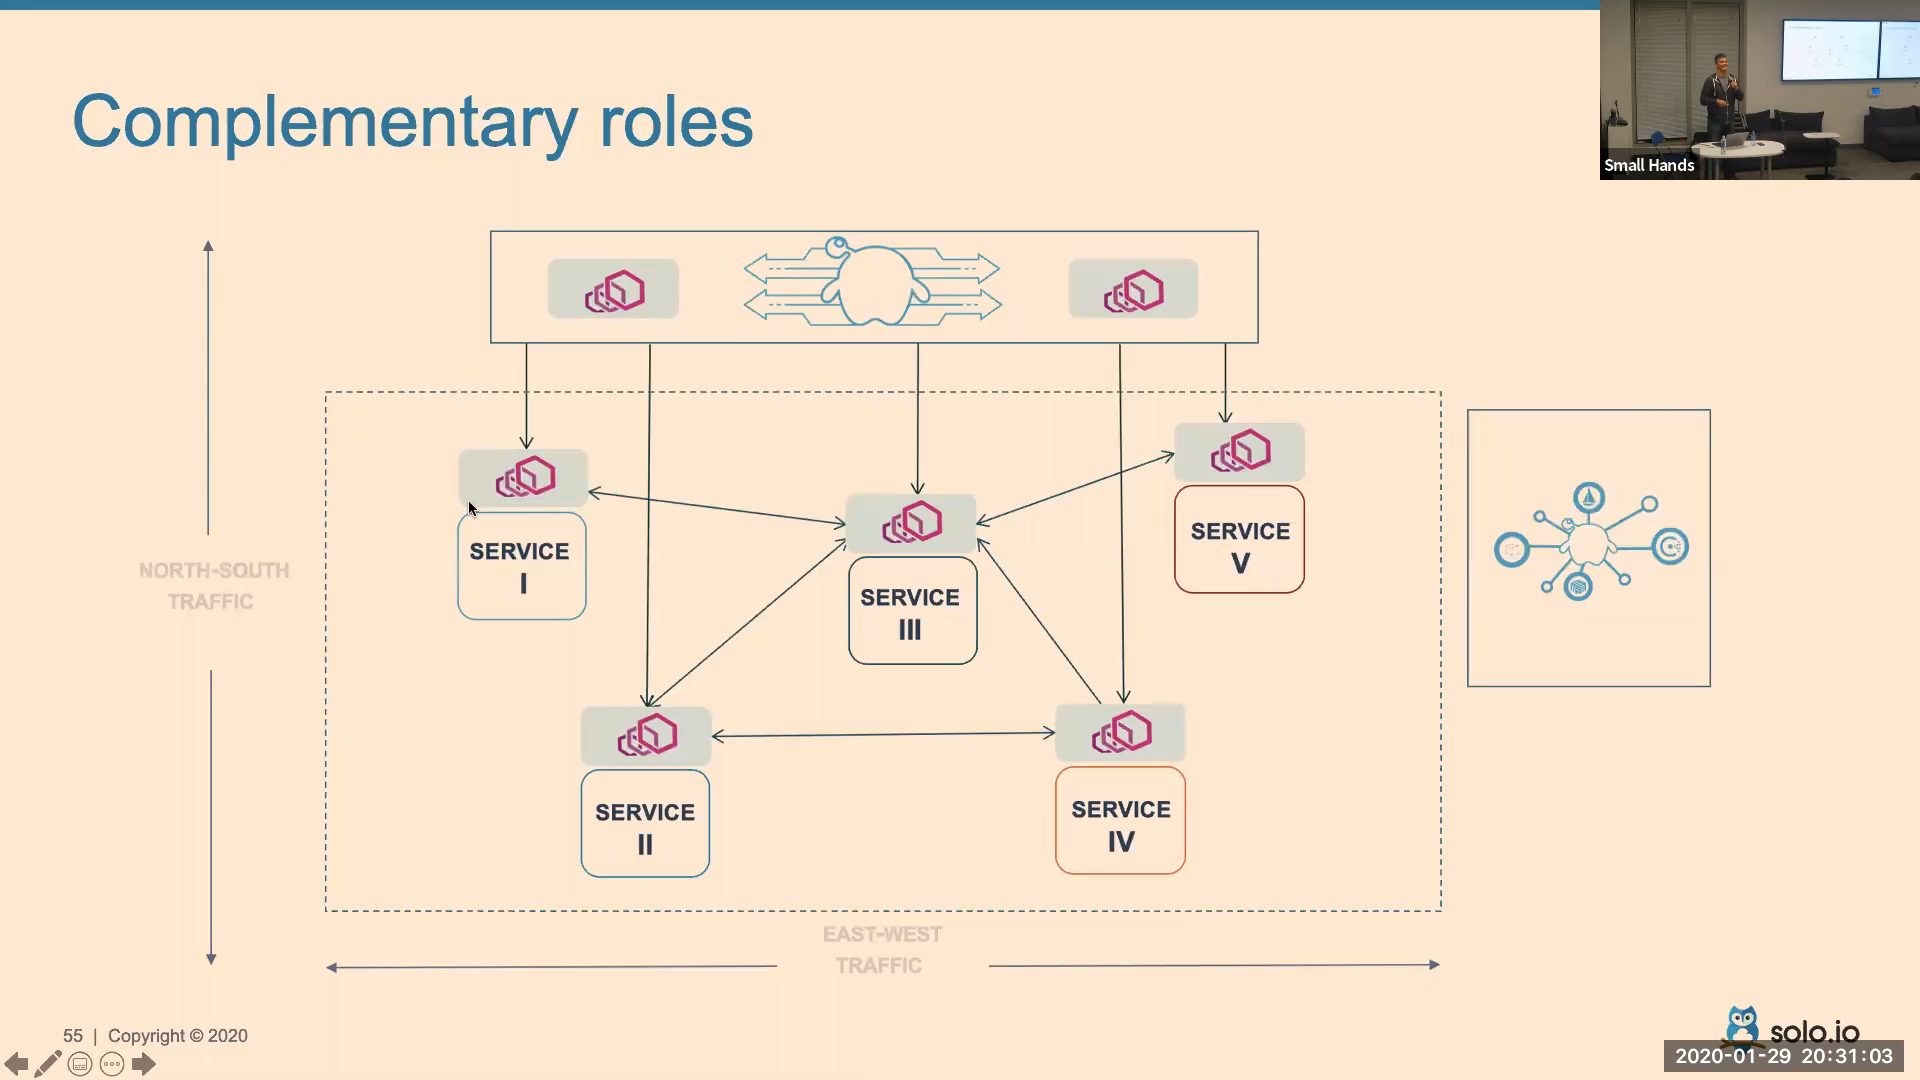 Complementary roles
Small Hands
NORTH-SOUTH
TRAFFIC
SERVICE
I
SERVICE
II
SERVICE
III
SERVICE
IV
SERVICE
V
EAST-WEST
TRAFFIC
55 | Copyright © 2020
solo.io
2020-01-29 20:31:03